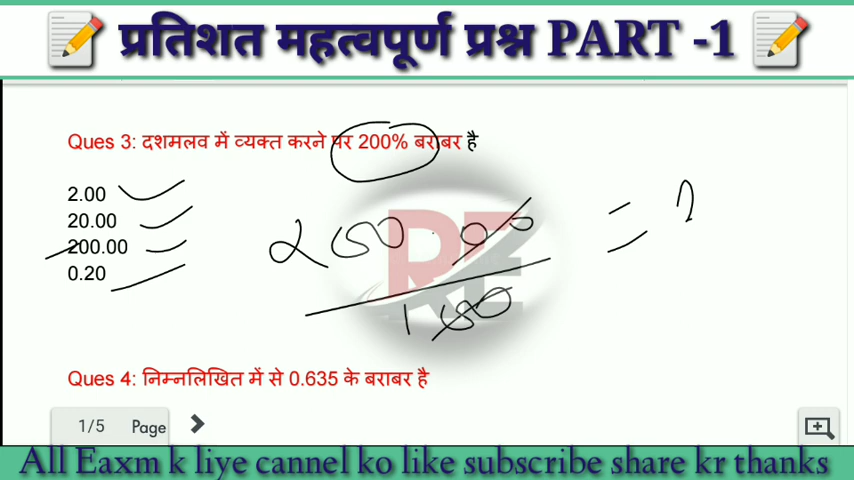 प्रतिशत महत्वपूर्ण प्रश्न PART -1
Ques 3: दशमलव में व्यक्त करने पर 200% बराबर है
2.00
20.00
200.00
0.20
200.00 = 2
100
Ques 4: निम्नलिखित में से 0.635 के बराबर है
1/5 Page
All Eaxm k liye cannel ko like subscribe share kr thanks